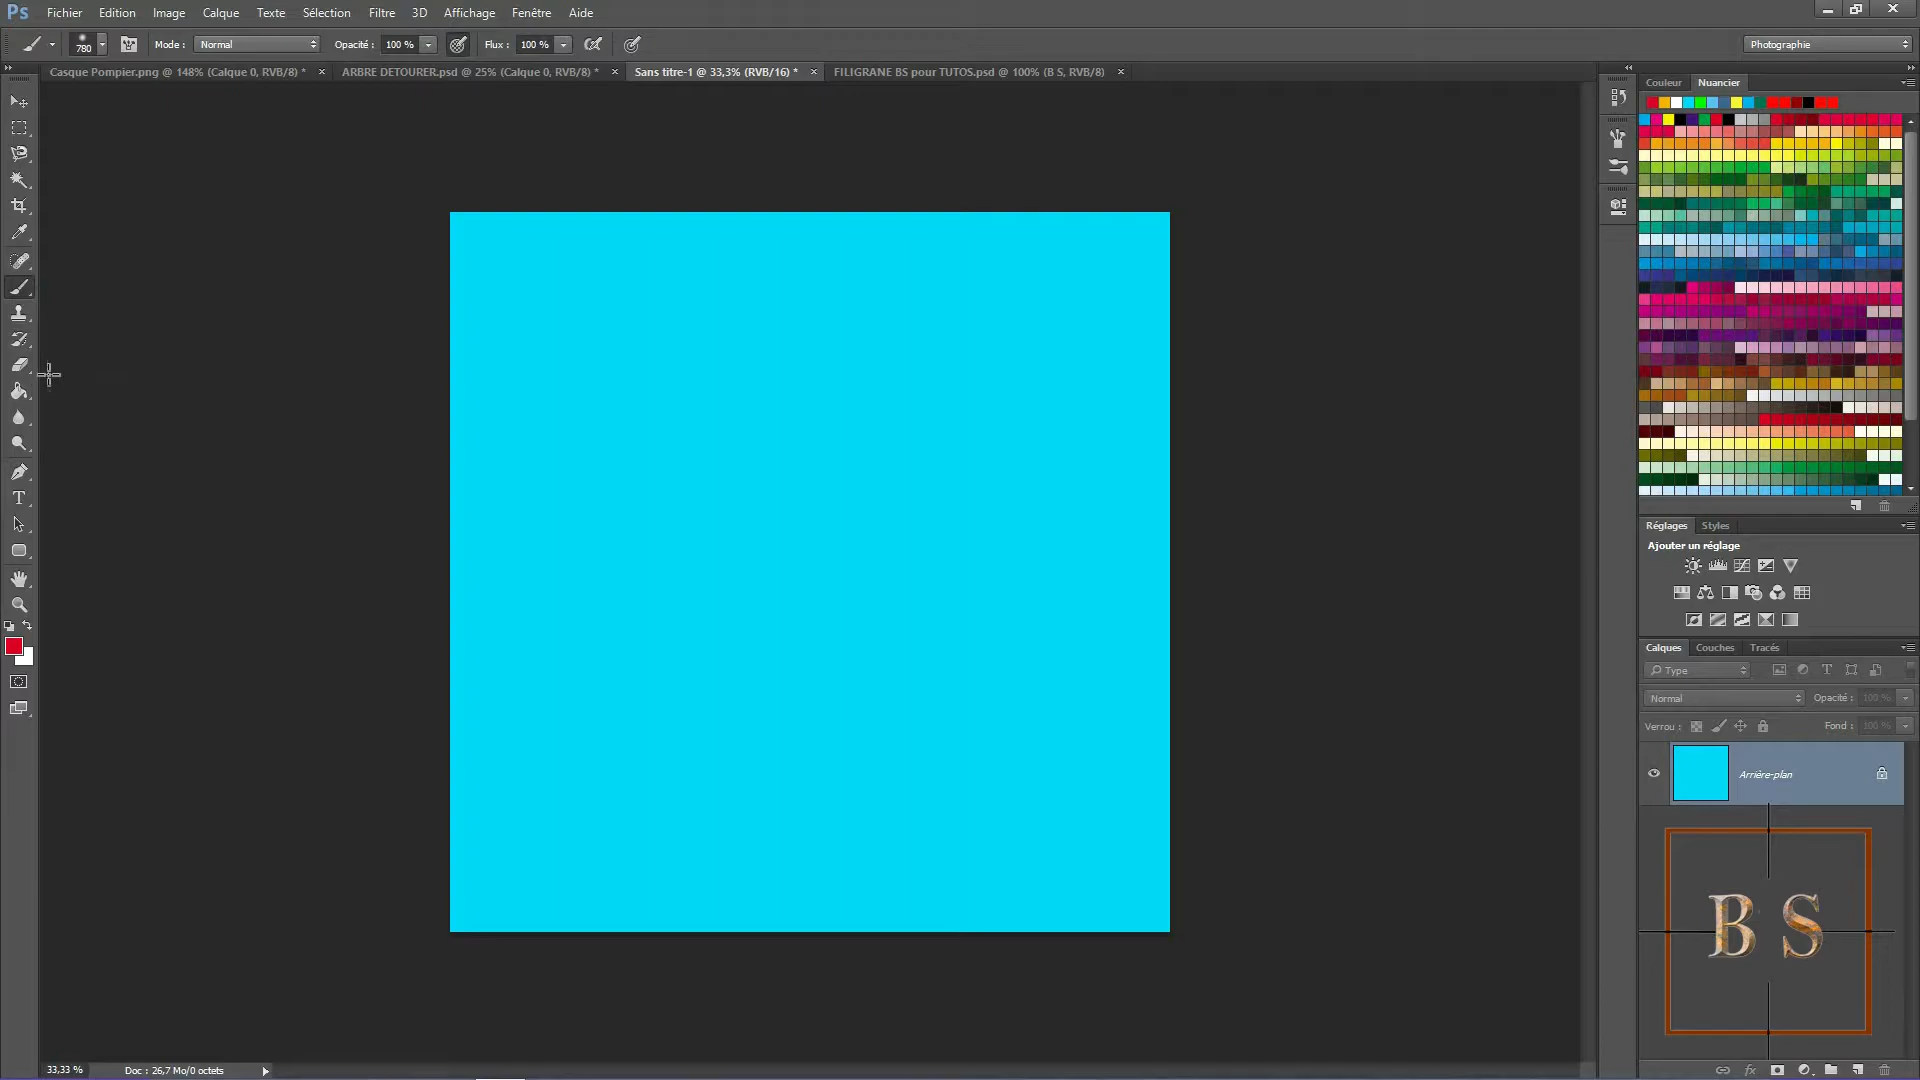 Ps Fichier Edition Image Calque Texte Sélection Filtre 3D Affichage Fenêtre Aide
780 Mode : Normal Opacité : 100 % Flux : 100 % Photographie
Casque Pompier.png @ 148% (Calque 0, RVB/8) * × ARBRE DETOURER.psd @ 25% (Calque 0, RVB/8) * × Sans titre-1 @ 33,3% (RVB/16) * × FILIGRANE BS pour TUTOS.psd @ 100% (B S, RVB/8) ×
Couleur Nuancier
Réglages Styles
Ajouter un réglage
Calques Couches Tracés
Type
Normal Opacité : 100 %
Verrou : Fond : 100 %
Arrière-plan
B S
33,33 % Doc : 26,7 Mo/0 octets
fx